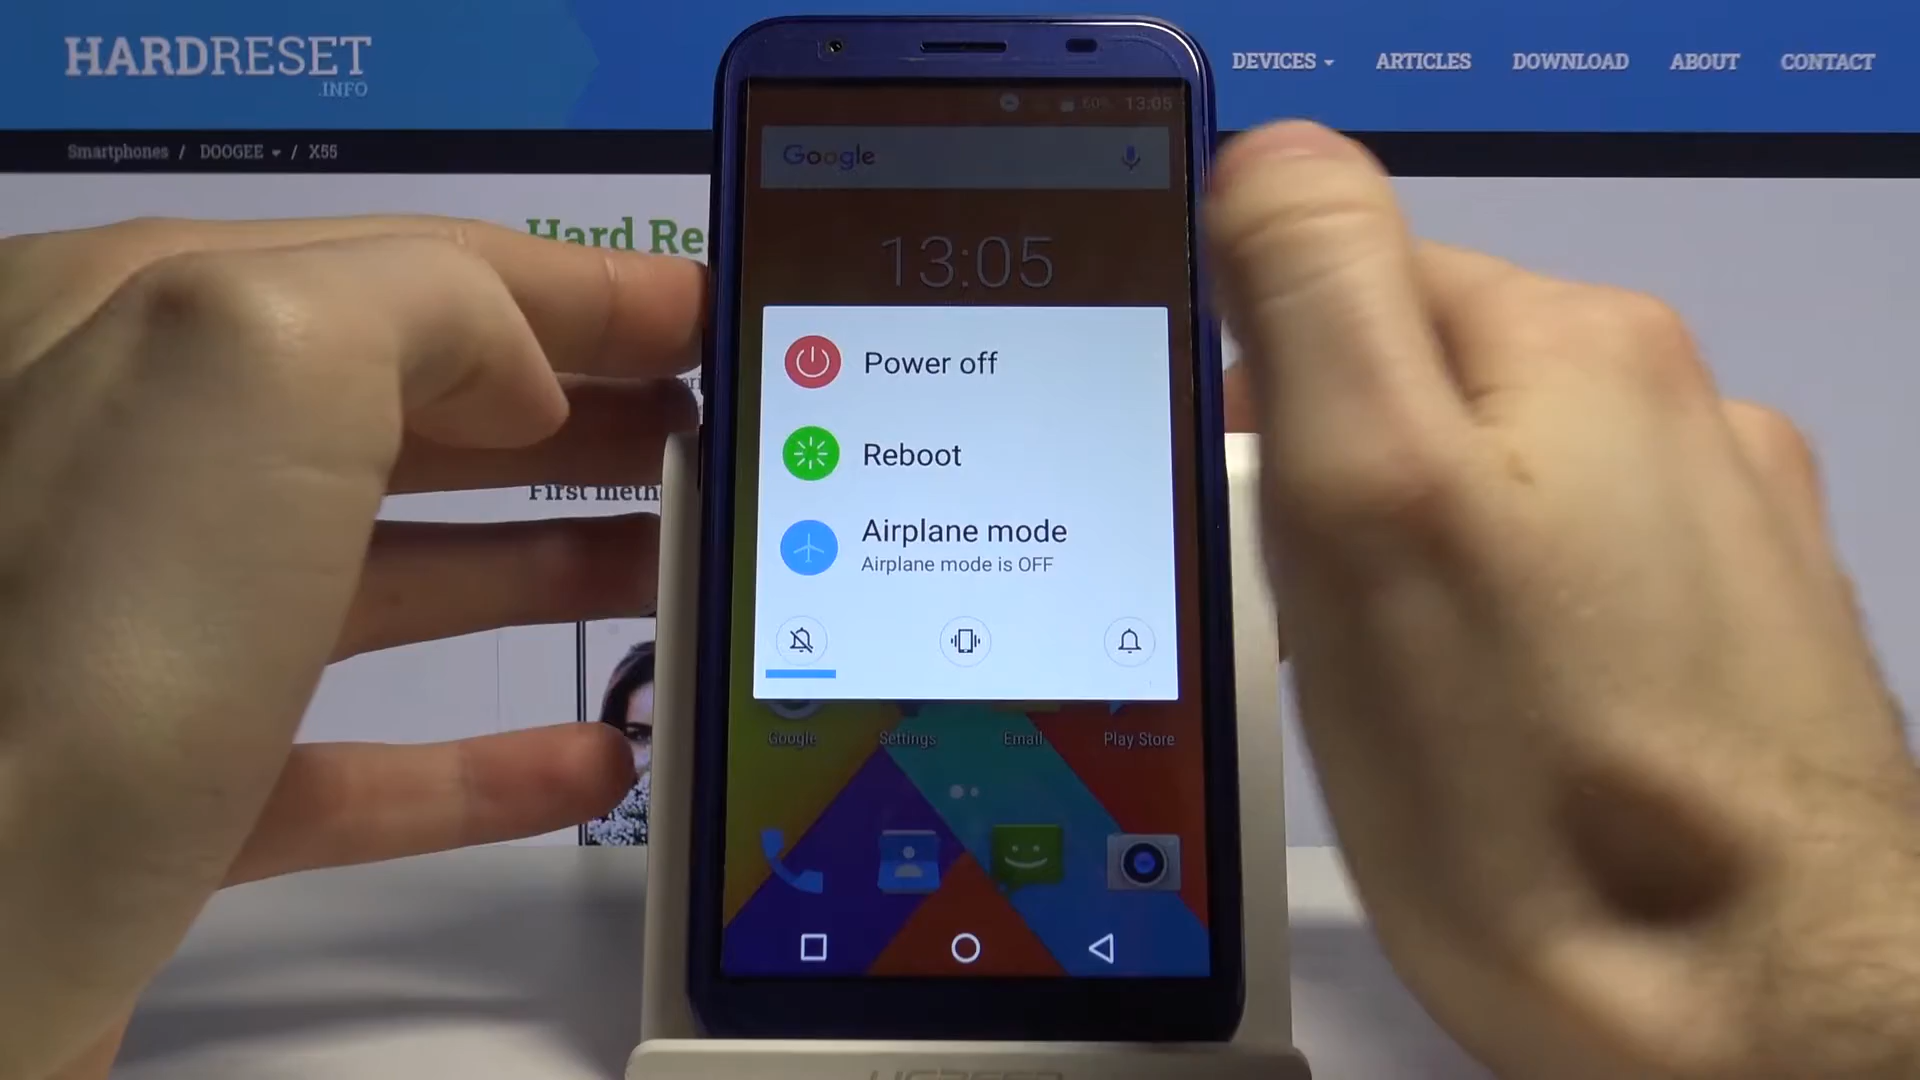 HARDRESET
.INFO
DEVICES
ARTICLES
DOWNLOAD
ABOUT
CONTACT
Smartphones / DOOGEE / X55
60% 13:05
Google
Hard Re
13:05
Power off
Reboot
First meth
Airplane mode
Airplane mode is OFF
Google
Settings
Email
Play Store